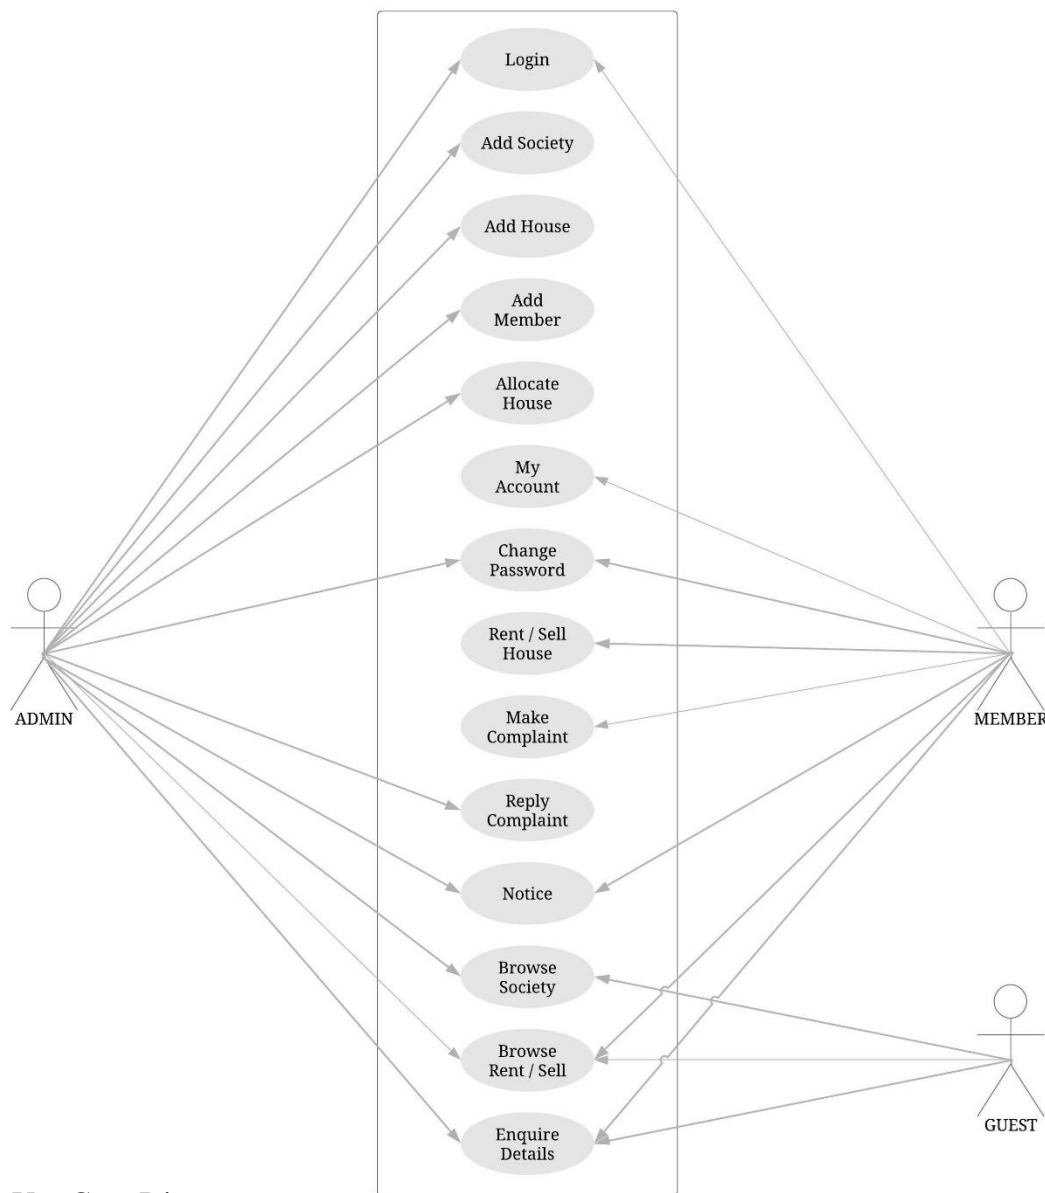 Login
Add Society
Add House
Add
Member
Allocate
House
My
Account
Change
Password
Rent / Sell
House
Make
Complaint
ADMIN
MEMBER
Reply
Complaint
Notice
Browse
Society
Browse
Rent / Sell
GUEST
Enquire
Details